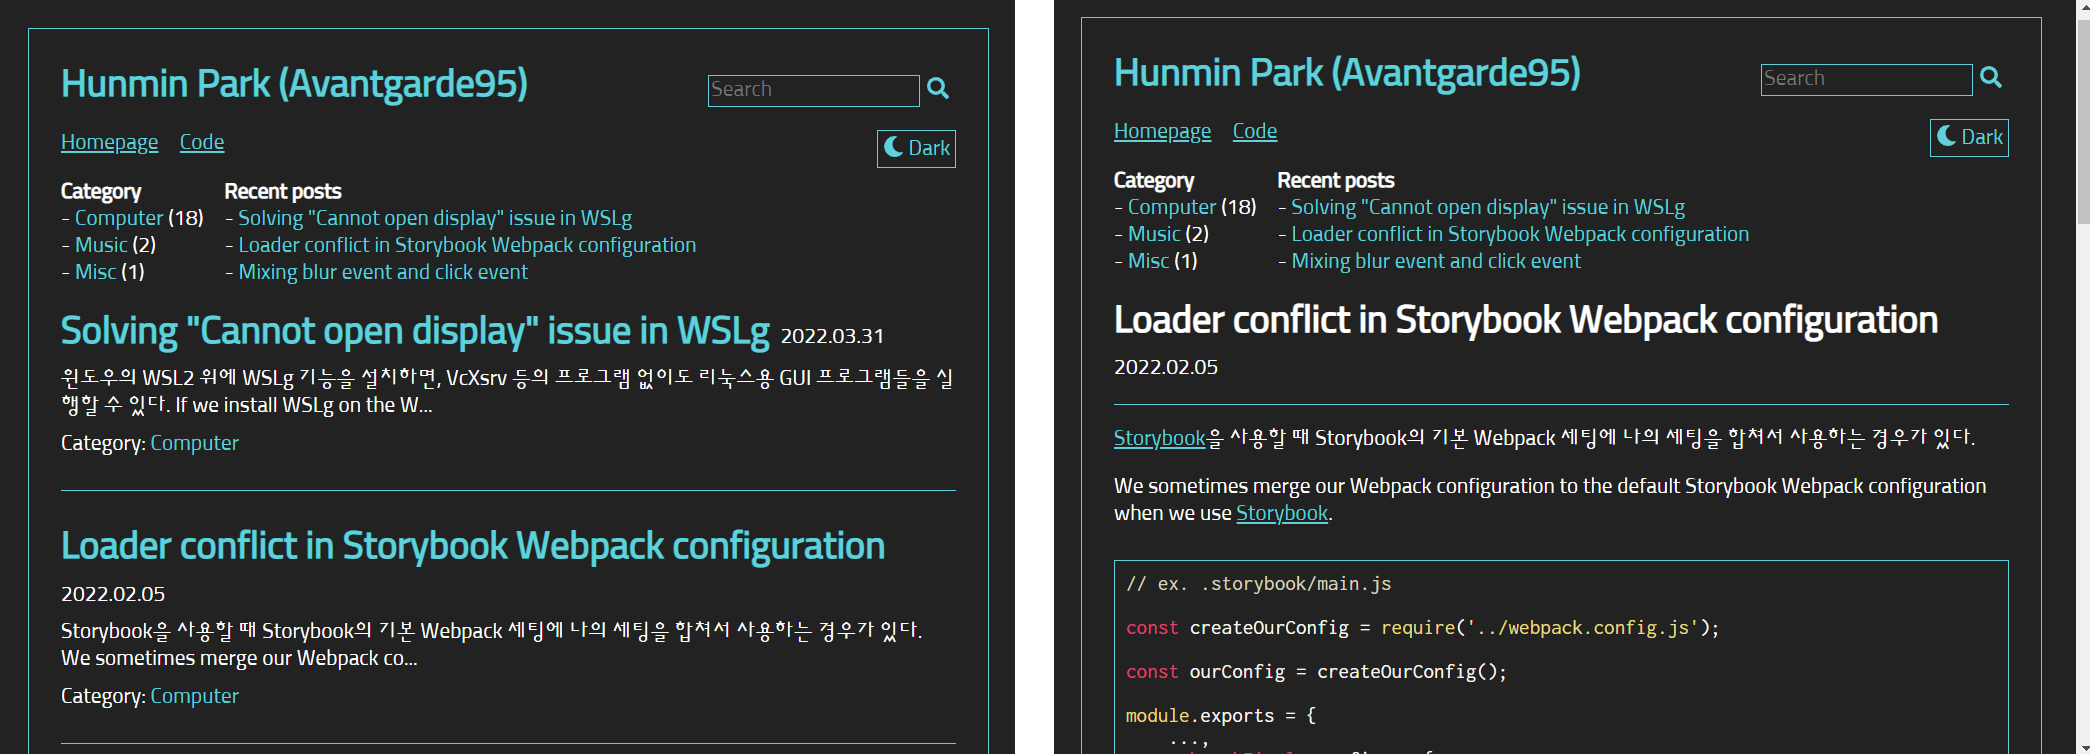 Hunmin Park (Avantgarde95)
Search
Homepage Code
Dark
Category
- Computer (18)
- Music (2)
- Misc (1)
Recent posts
- Solving "Cannot open display" issue in WSLg
- Loader conflict in Storybook Webpack configuration
- Mixing blur event and click event
Solving "Cannot open display" issue in WSLg 2022.03.31
윈도우의 WSL2 위에 WSLg 기능을 설치하면, VcXsrv 등의 프로그램 없이도 리눅스용 GUI 프로그램들을 실
행할 수 있다. If we install WSLg on the W...
Category: Computer
Loader conflict in Storybook Webpack configuration
2022.02.05
Storybook을 사용할 때 Storybook의 기본 Webpack 세팅에 나의 세팅을 합쳐서 사용하는 경우가 있다.
We sometimes merge our Webpack co...
Category: Computer
Hunmin Park (Avantgarde95)
Search
Homepage Code
Dark
Category
- Computer (18)
- Music (2)
- Misc (1)
Recent posts
- Solving "Cannot open display" issue in WSLg
- Loader conflict in Storybook Webpack configuration
- Mixing blur event and click event
Loader conflict in Storybook Webpack configuration
2022.02.05
Storybook을 사용할 때 Storybook의 기본 Webpack 세팅에 나의 세팅을 합쳐서 사용하는 경우가 있다.
We sometimes merge our Webpack configuration to the default Storybook Webpack configuration
when we use Storybook.
// ex. .storybook/main.js
const createOurConfig = require('../webpack.config.js');
const ourConfig = createOurConfig();
module.exports = {
...,